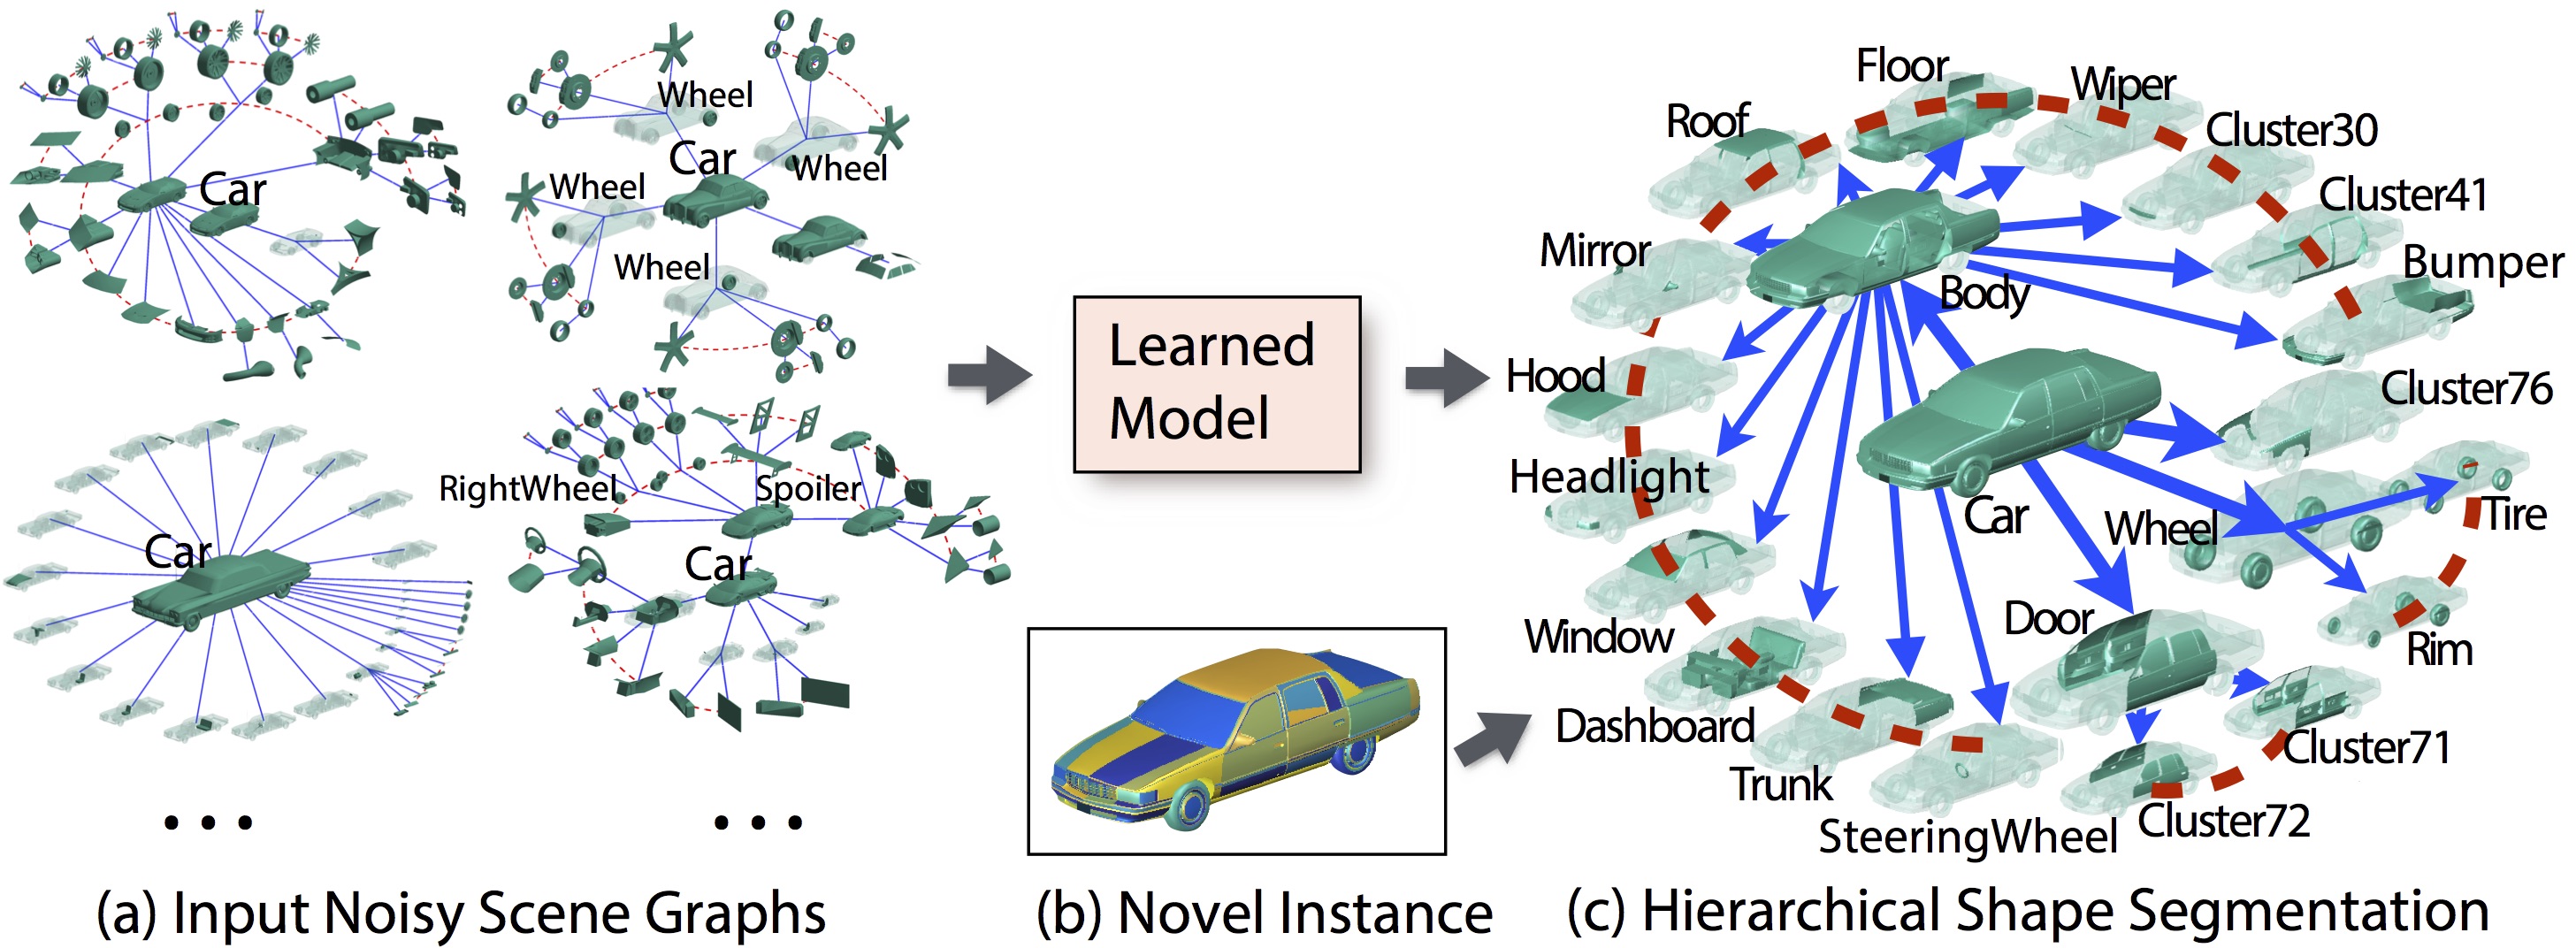 Car
Wheel
Car
Wheel
Wheel
Wheel
Car
RightWheel
Spoiler
Car
• • •
• • •
(a) Input Noisy Scene Graphs
Learned
Model
(b) Novel Instance
Floor
Wiper
Roof
Cluster30
Cluster41
Mirror
Bumper
Body
Hood
Cluster76
Headlight
Car
Wheel
Tire
Window
Door
Rim
Dashboard
Cluster71
Trunk
Cluster72
SteeringWheel
(c) Hierarchical Shape Segmentation